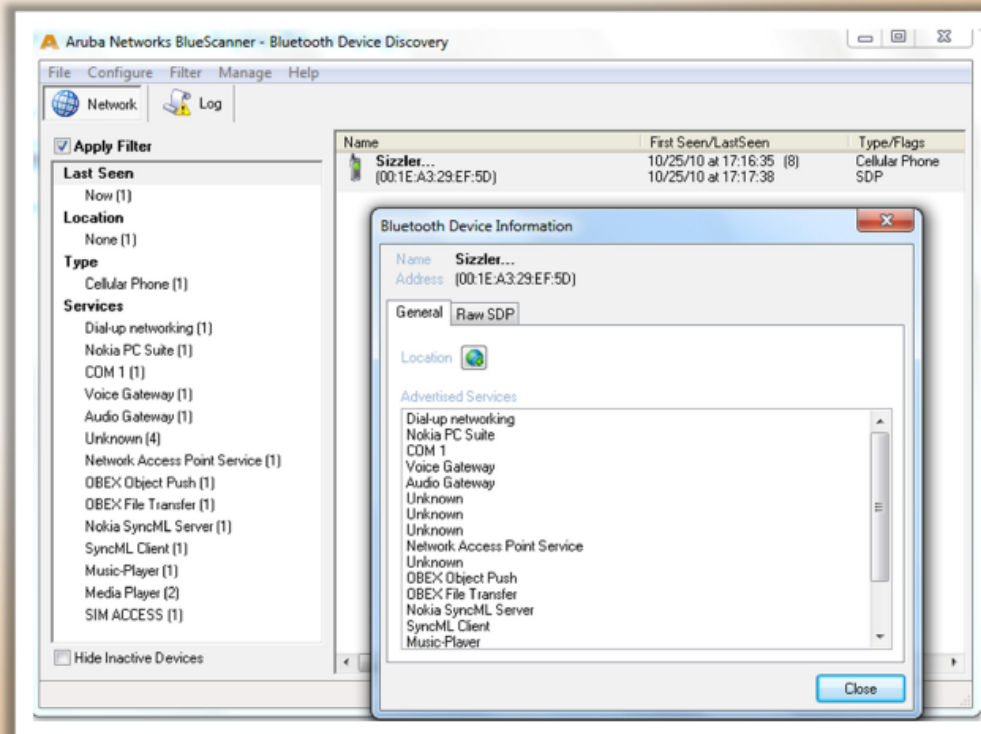 Aruba Networks BlueScanner - Bluetooth Device Discovery
File Configure Filter Manage Help
Network Log
Apply Filter
Last Seen
Now (1)
Location
None (1)
Type
Cellular Phone (1)
Services
Dial-up networking (1)
Nokia PC Suite (1)
COM 1 (1)
Voice Gateway (1)
Audio Gateway (1)
Unknown (4)
Network Access Point Service (1)
OBEX Object Push (1)
OBEX File Transfer (1)
Nokia SyncML Server (1)
SyncML Client (1)
Music-Player (1)
Media Player (2)
SIM ACCESS (1)
Hide Inactive Devices
Name First Seen/LastSeen Type/Flags
Sizzler... 10/25/10 at 17:16:35 (8) Cellular Phone
(00:1E:A3:29:EF:5D) 10/25/10 at 17:17:38 SDP
Bluetooth Device Information
Name Sizzler...
Address (00:1E:A3:29:EF:5D)
General Raw SDP
Location
Advertised Services
Dial-up networking
Nokia PC Suite
COM 1
Voice Gateway
Audio Gateway
Unknown
Unknown
Unknown
Network Access Point Service
Unknown
OBEX Object Push
OBEX File Transfer
Nokia SyncML Server
SyncML Client
Music-Player
Close